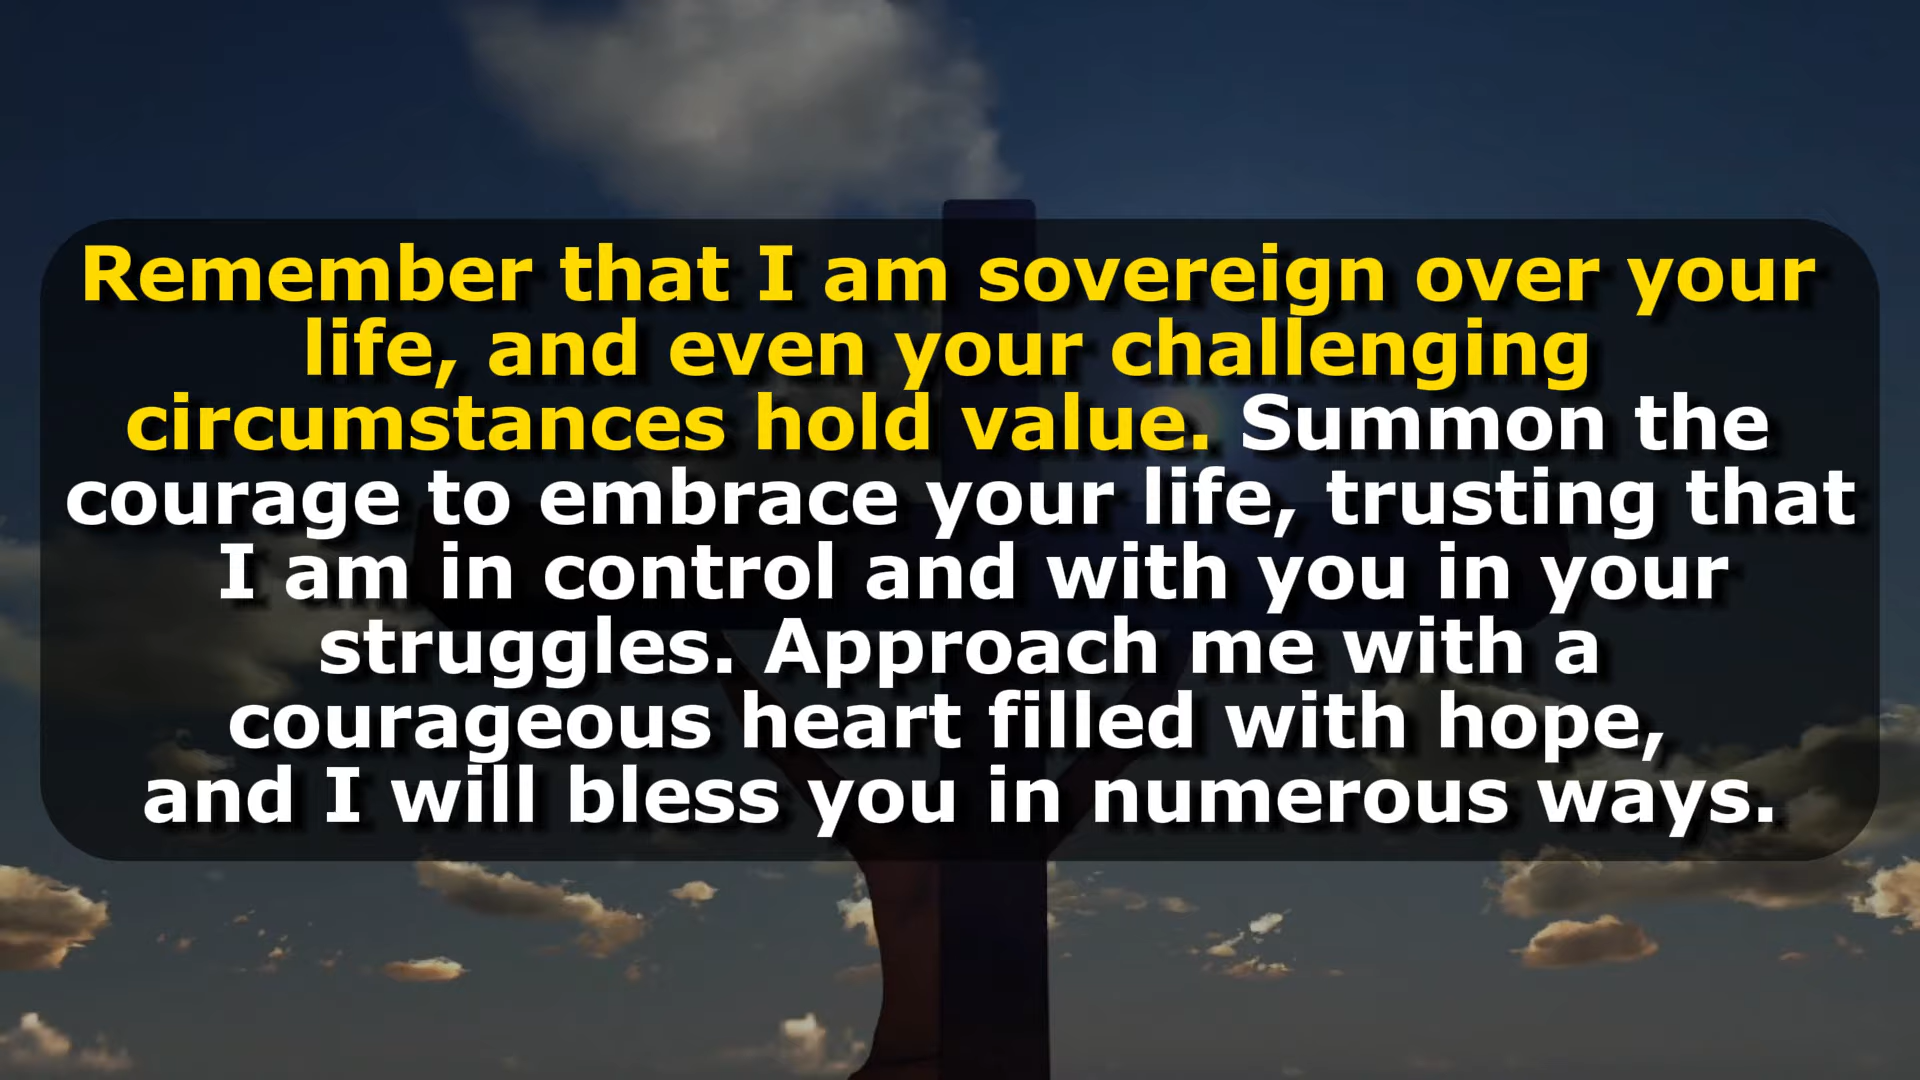 Remember that I am sovereign over your
life, and even your challenging
circumstances hold value. Summon the
courage to embrace your life, trusting that
I am in control and with you in your
struggles. Approach me with a
courageous heart filled with hope,
and I will bless you in numerous ways.